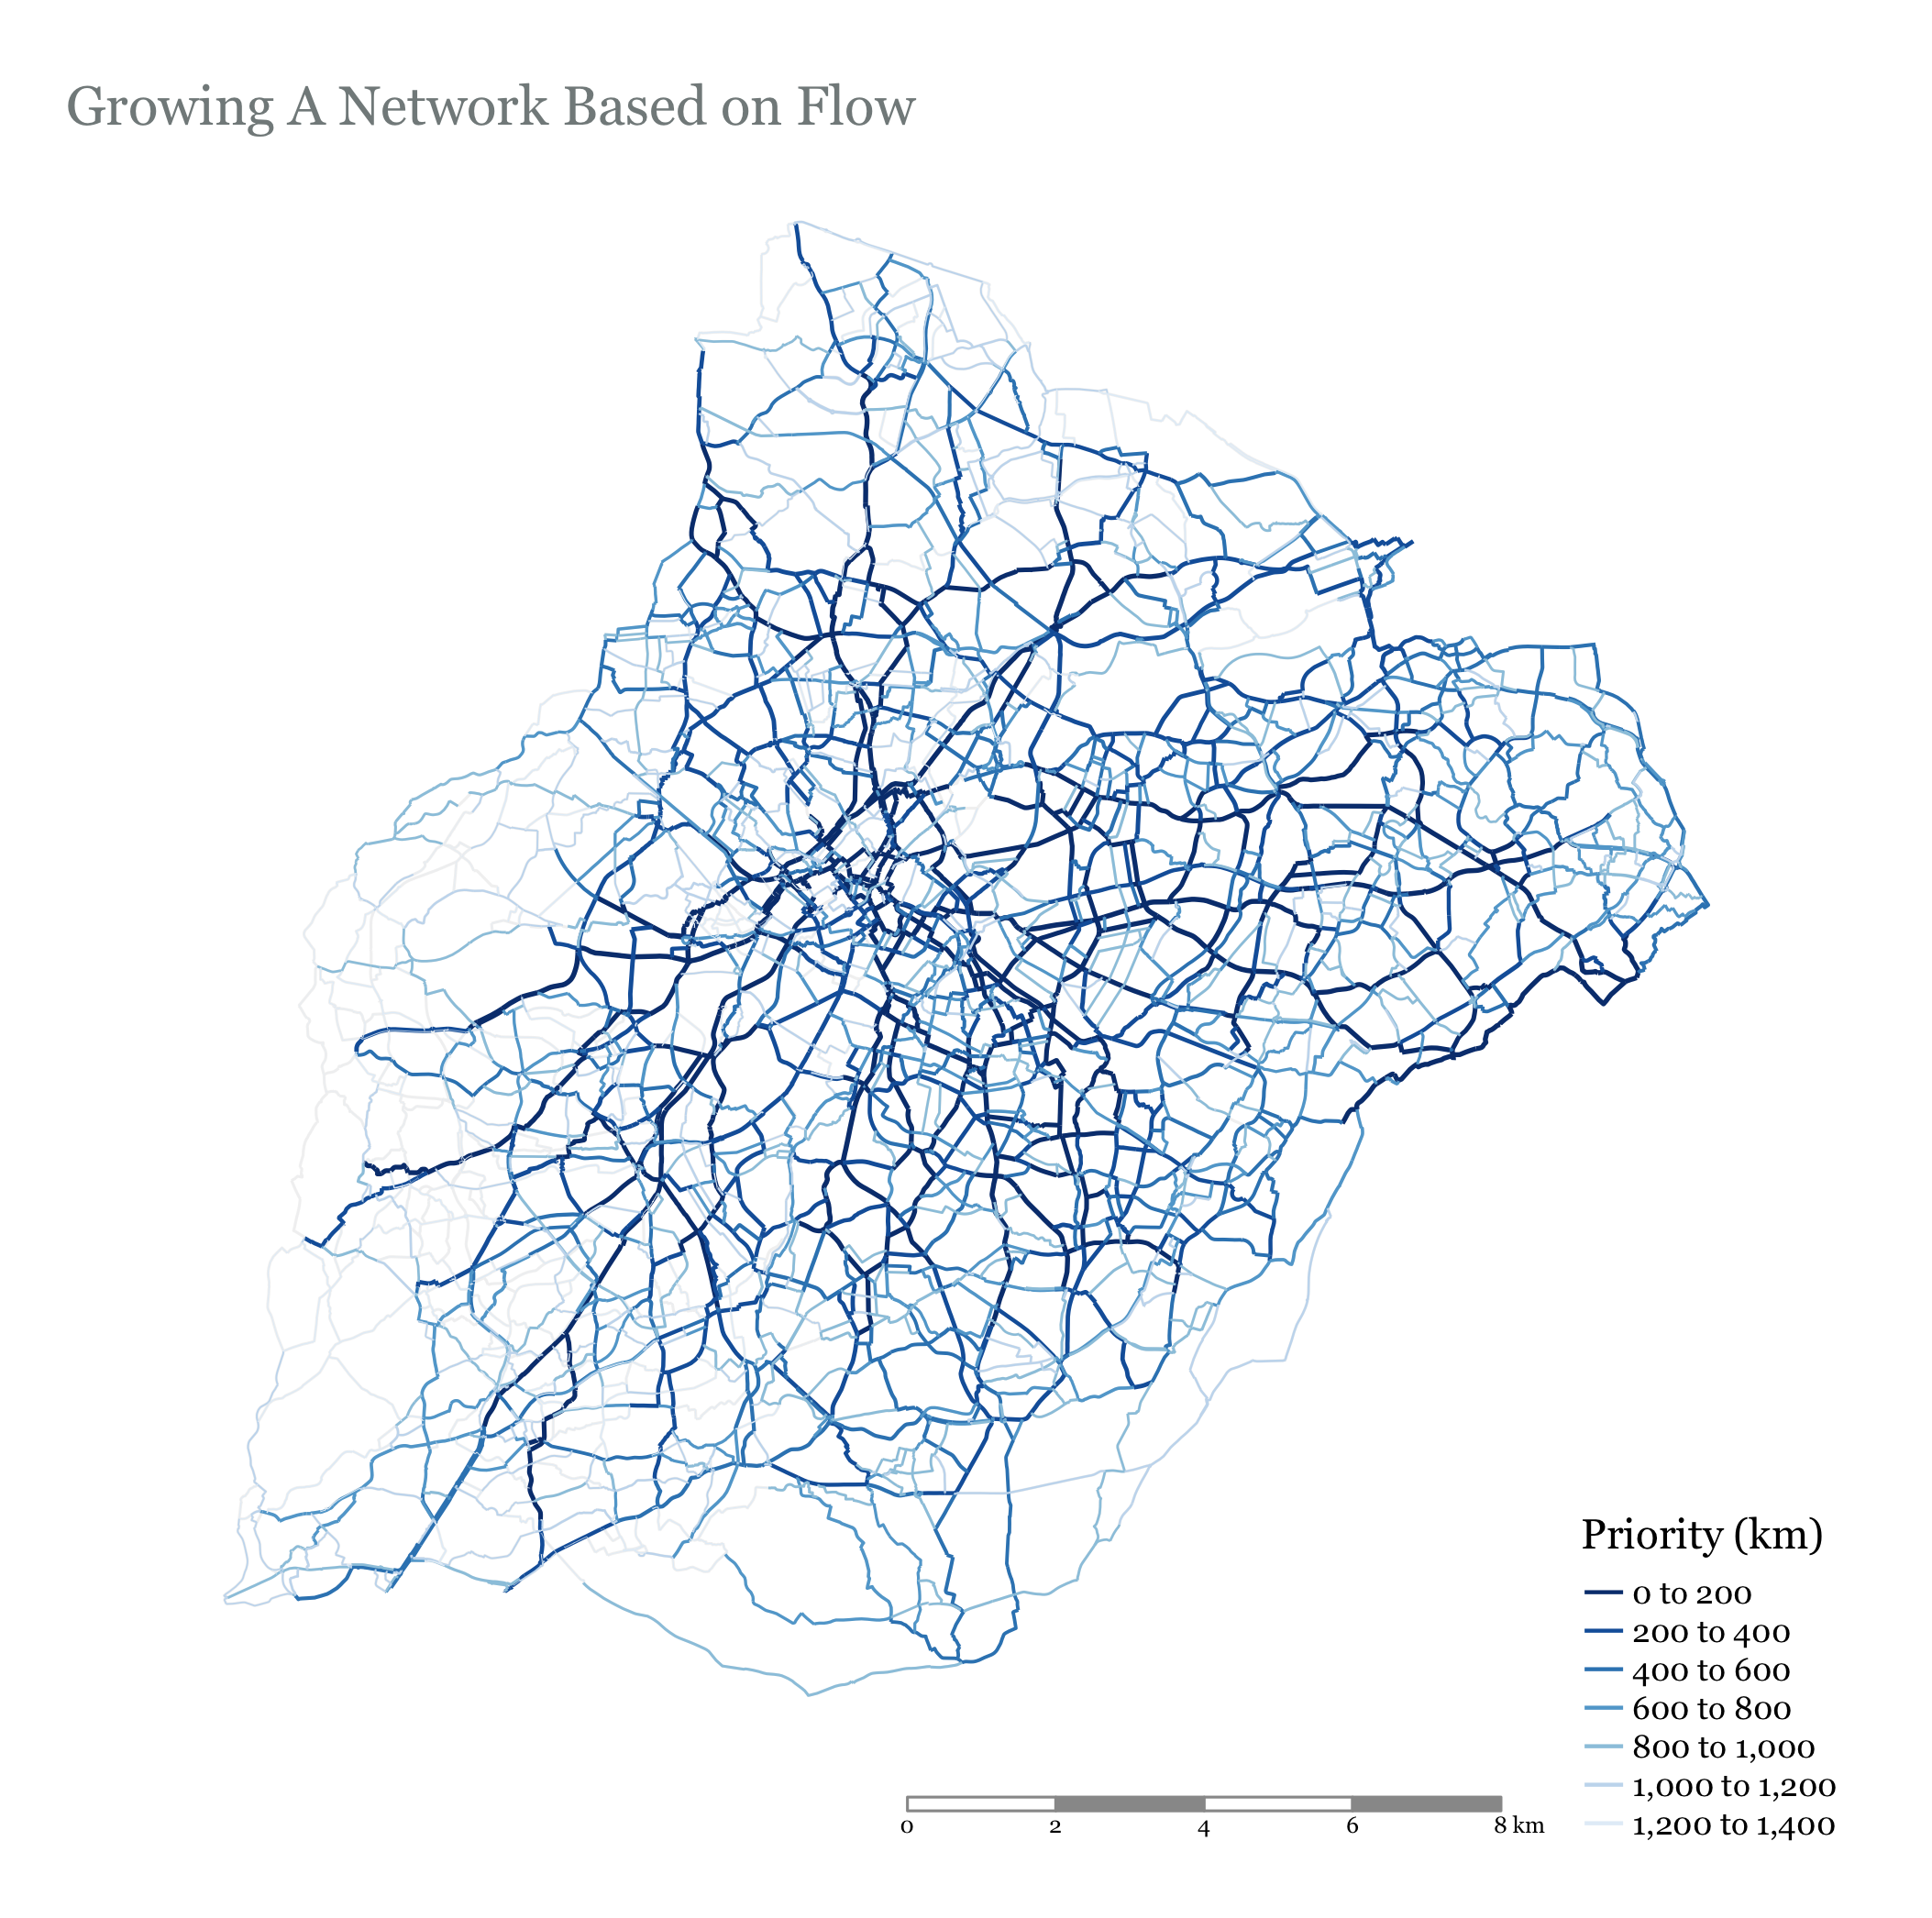 Growing A Network Based on Flow
Priority (km)
0 to 200
200 to 400
400 to 600
600 to 800
800 to 1,000
1,000 to 1,200
1,200 to 1,400
0 2 4 6 8 km